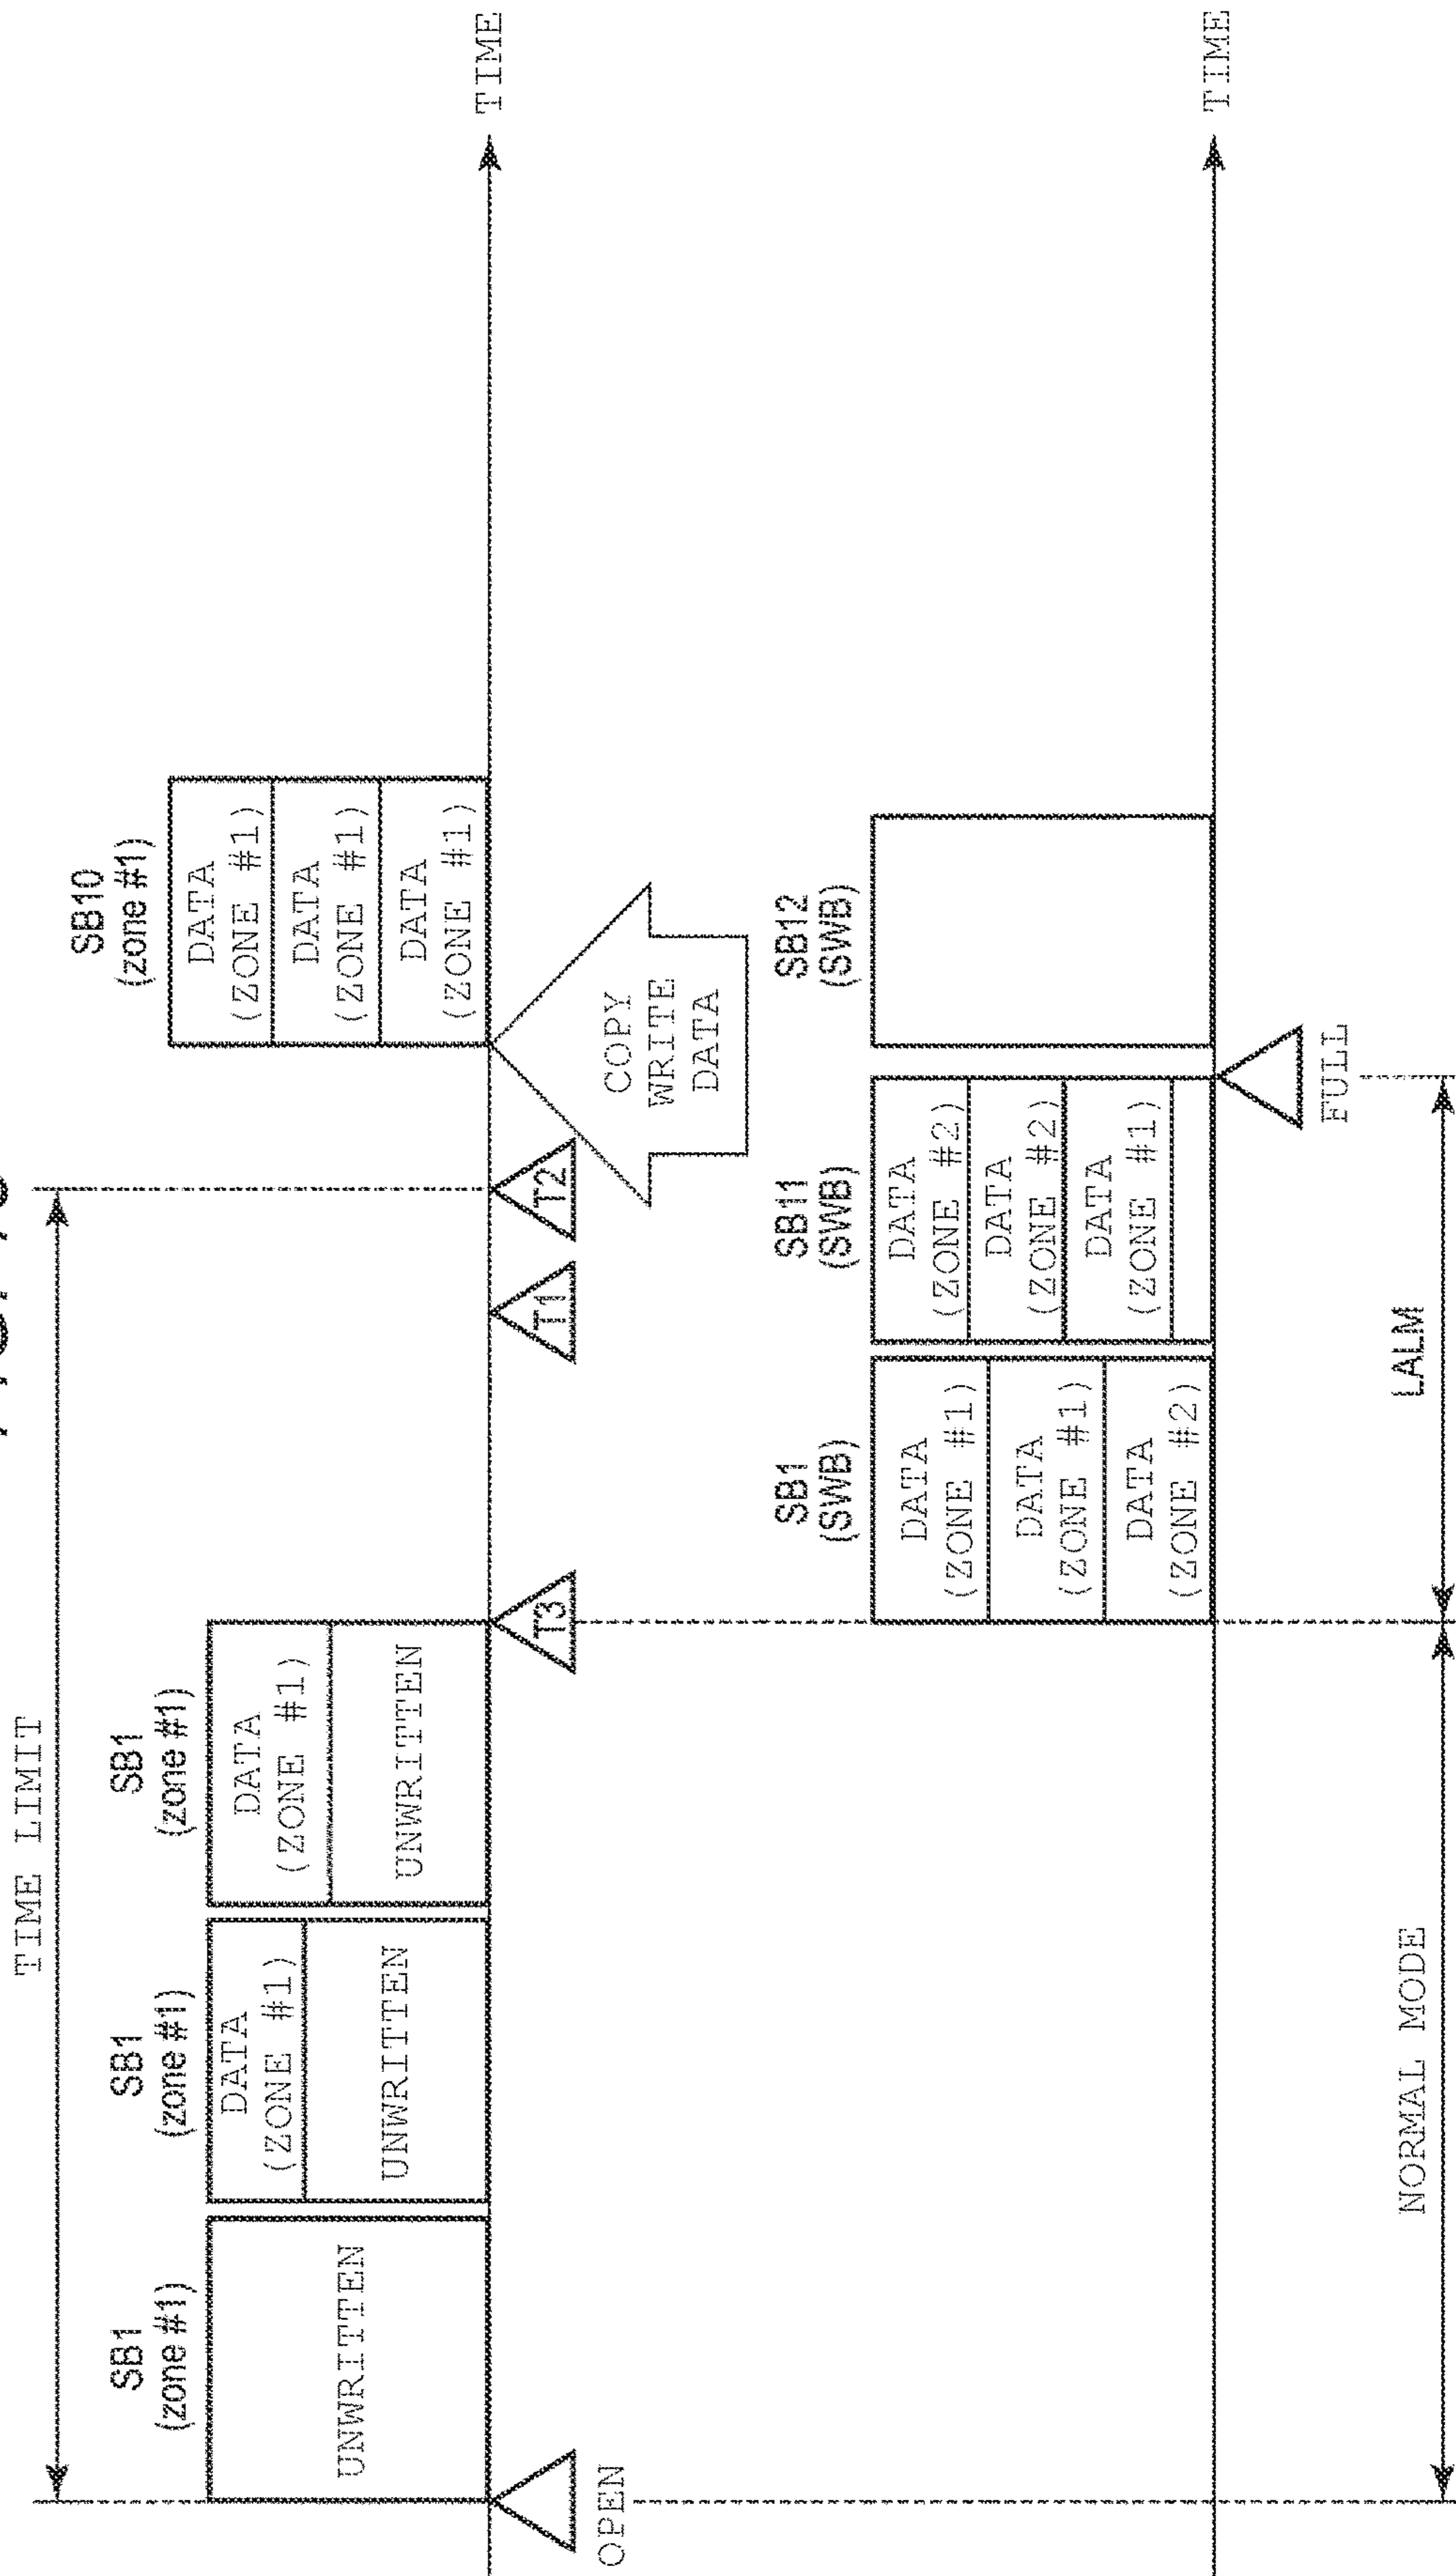 TIME LIMIT
SB1
(zone #1)
UNWRITTEN
SB1
(zone #1)
DATA
(ZONE #1)
UNWRITTEN
SB1
(zone #1)
DATA
(ZONE #1)
UNWRITTEN
SB10
(zone #1)
DATA
(ZONE #1)
DATA
(ZONE #1)
DATA
(ZONE #1)
TIME
OPEN
T3
T1
T2
COPY
WRITE
DATA
SB1
(SWB)
DATA
(ZONE #1)
DATA
(ZONE #1)
DATA
(ZONE #2)
SB11
(SWB)
DATA
(ZONE #2)
DATA
(ZONE #2)
DATA
(ZONE #1)
SB12
(SWB)
TIME
FULL
NORMAL MODE
LALM